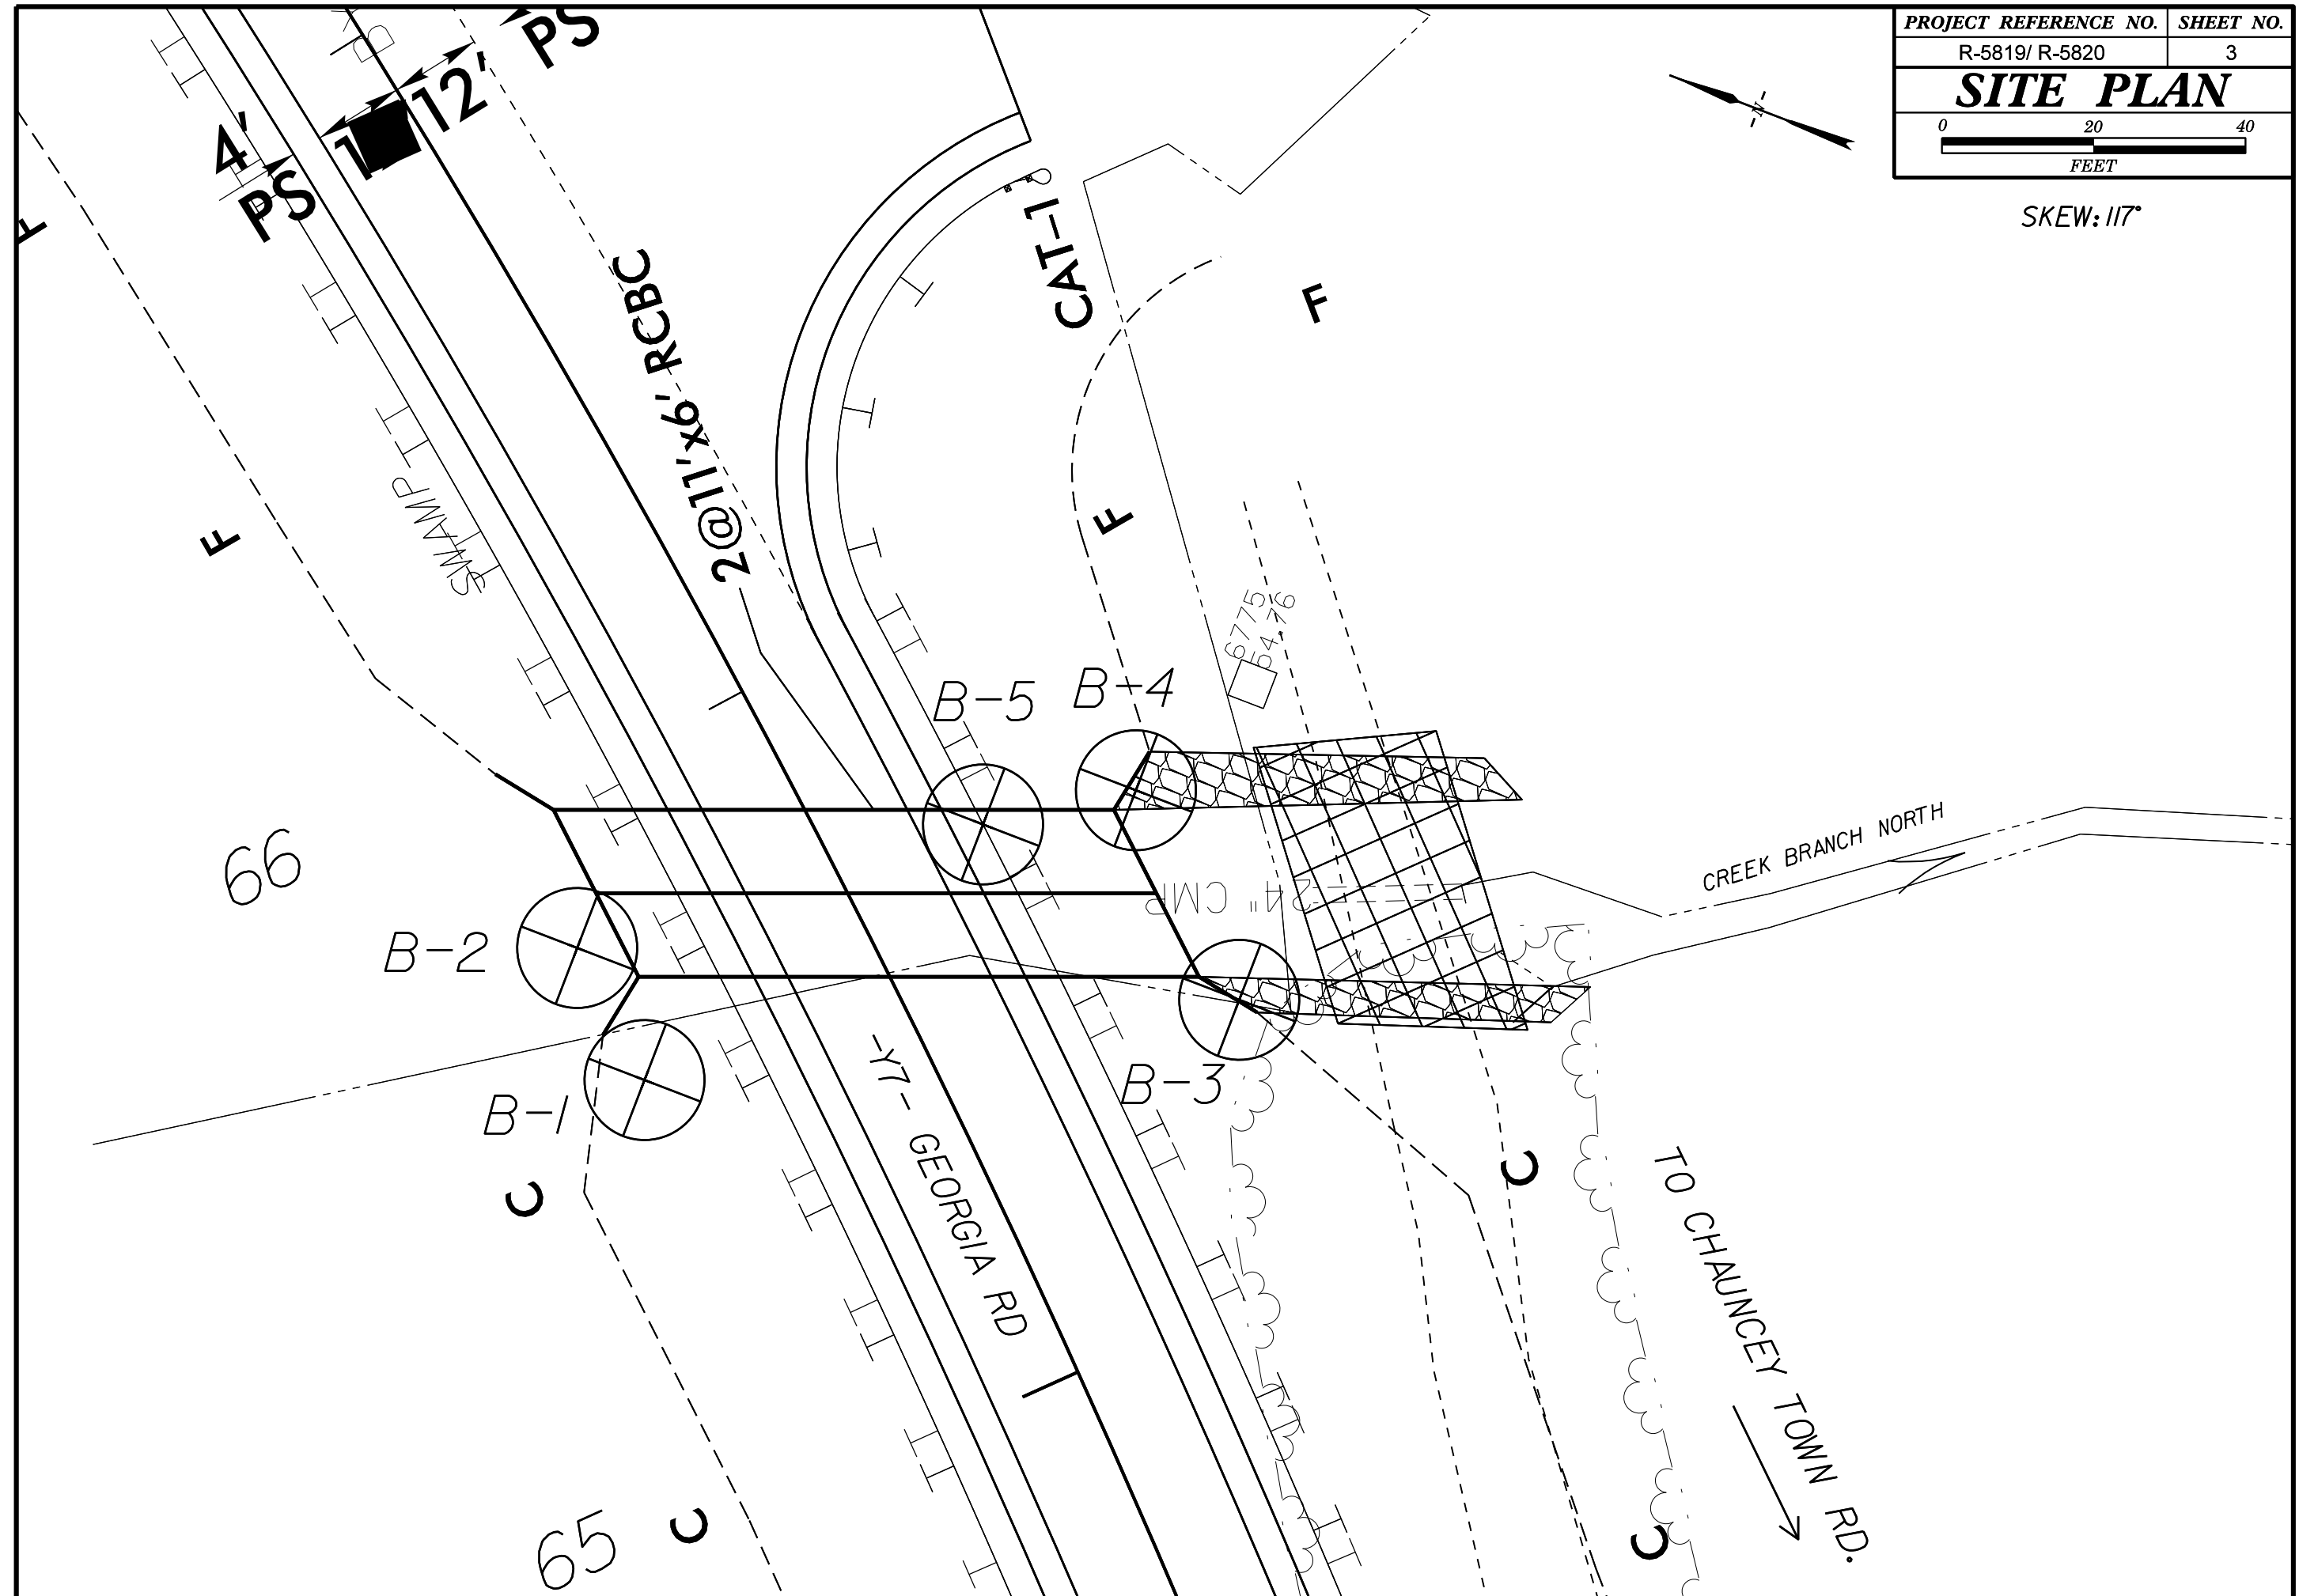 PROJECT REFERENCE NO.
SHEET NO.
R-5819/ R-5820
3
SITE PLAN
0 20 40
FEET
SKEW: 117°
PS
12'
4'
PS
F
F
SWAMP
2@11'x6' RCBC
CAT-1
F
F
6775
B-5
B-4
66
B-2
24" CMP
CREEK BRANCH NORTH
B-1
B-3
-Y7- GEORGIA RD
C
C
TO CHAUNCEY TOWN RD.
65
C
C